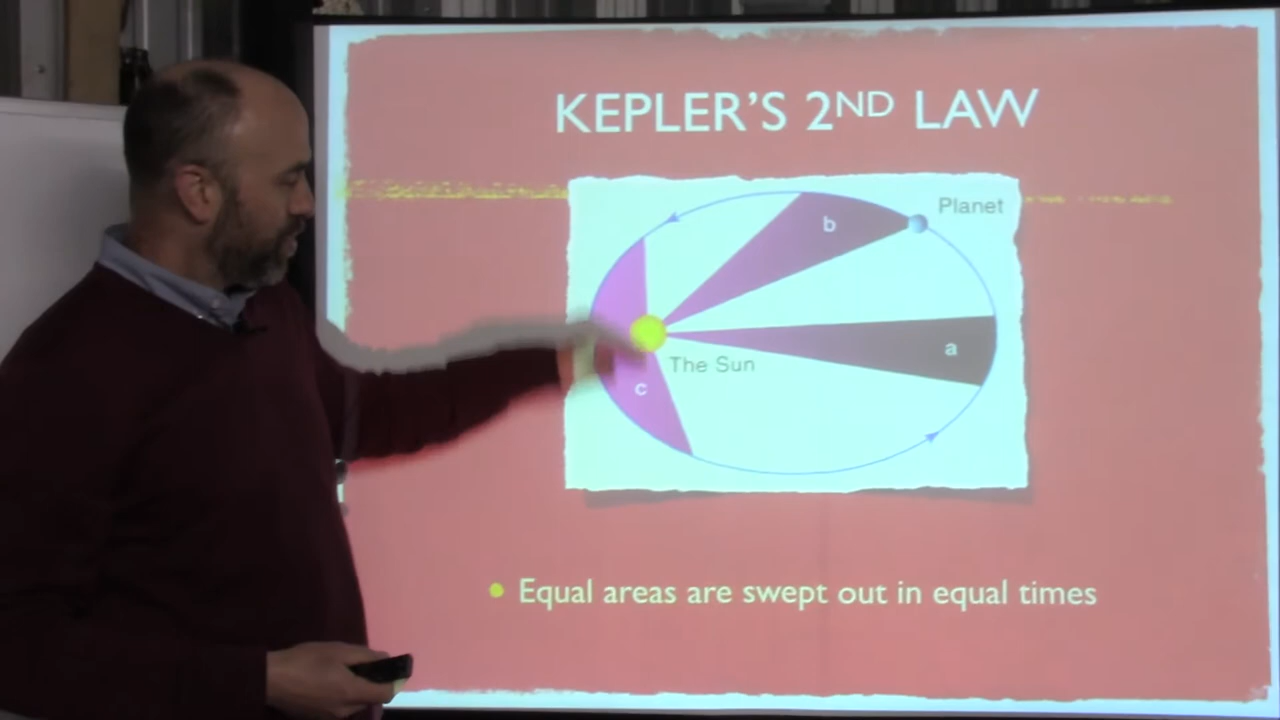 KEPLER'S 2ND LAW
Planet
b
a
The Sun
c
Equal areas are swept out in equal times